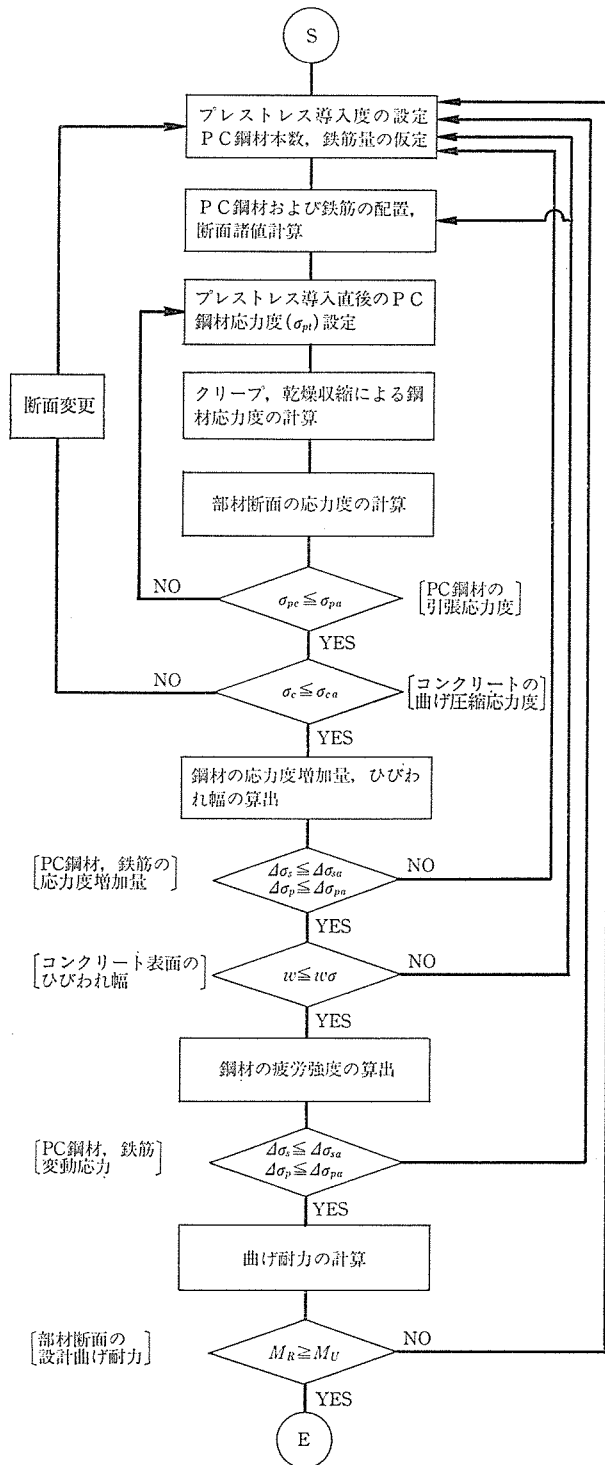 S
プレストレス導入度の設定
PC鋼材本数,鉄筋量の仮定
PC鋼材および鉄筋の配置,
断面諸値計算
プレストレス導入直後のPC
鋼材応力度(σpt)設定
断面変更
クリープ,乾燥収縮による鋼
材応力度の計算
部材断面の応力度の計算
NO
σpc≦σpa
[PC鋼材の
引張応力度]
YES
NO
σc≦σca
[コンクリートの
曲げ圧縮応力度]
YES
鋼材の応力度増加量,ひびわ
れ幅の算出
[PC鋼材,鉄筋の
応力度増加量]
Δσs≦Δσsa
Δσp≦Δσpa
NO
YES
[コンクリート表面の
ひびわれ幅]
w≦wσ
NO
YES
鋼材の疲労強度の算出
[PC鋼材,鉄筋
変動応力]
Δσs≦Δσsa
Δσp≦Δσpa
YES
曲げ耐力の計算
[部材断面の
設計曲げ耐力]
MR≧MU
NO
YES
E